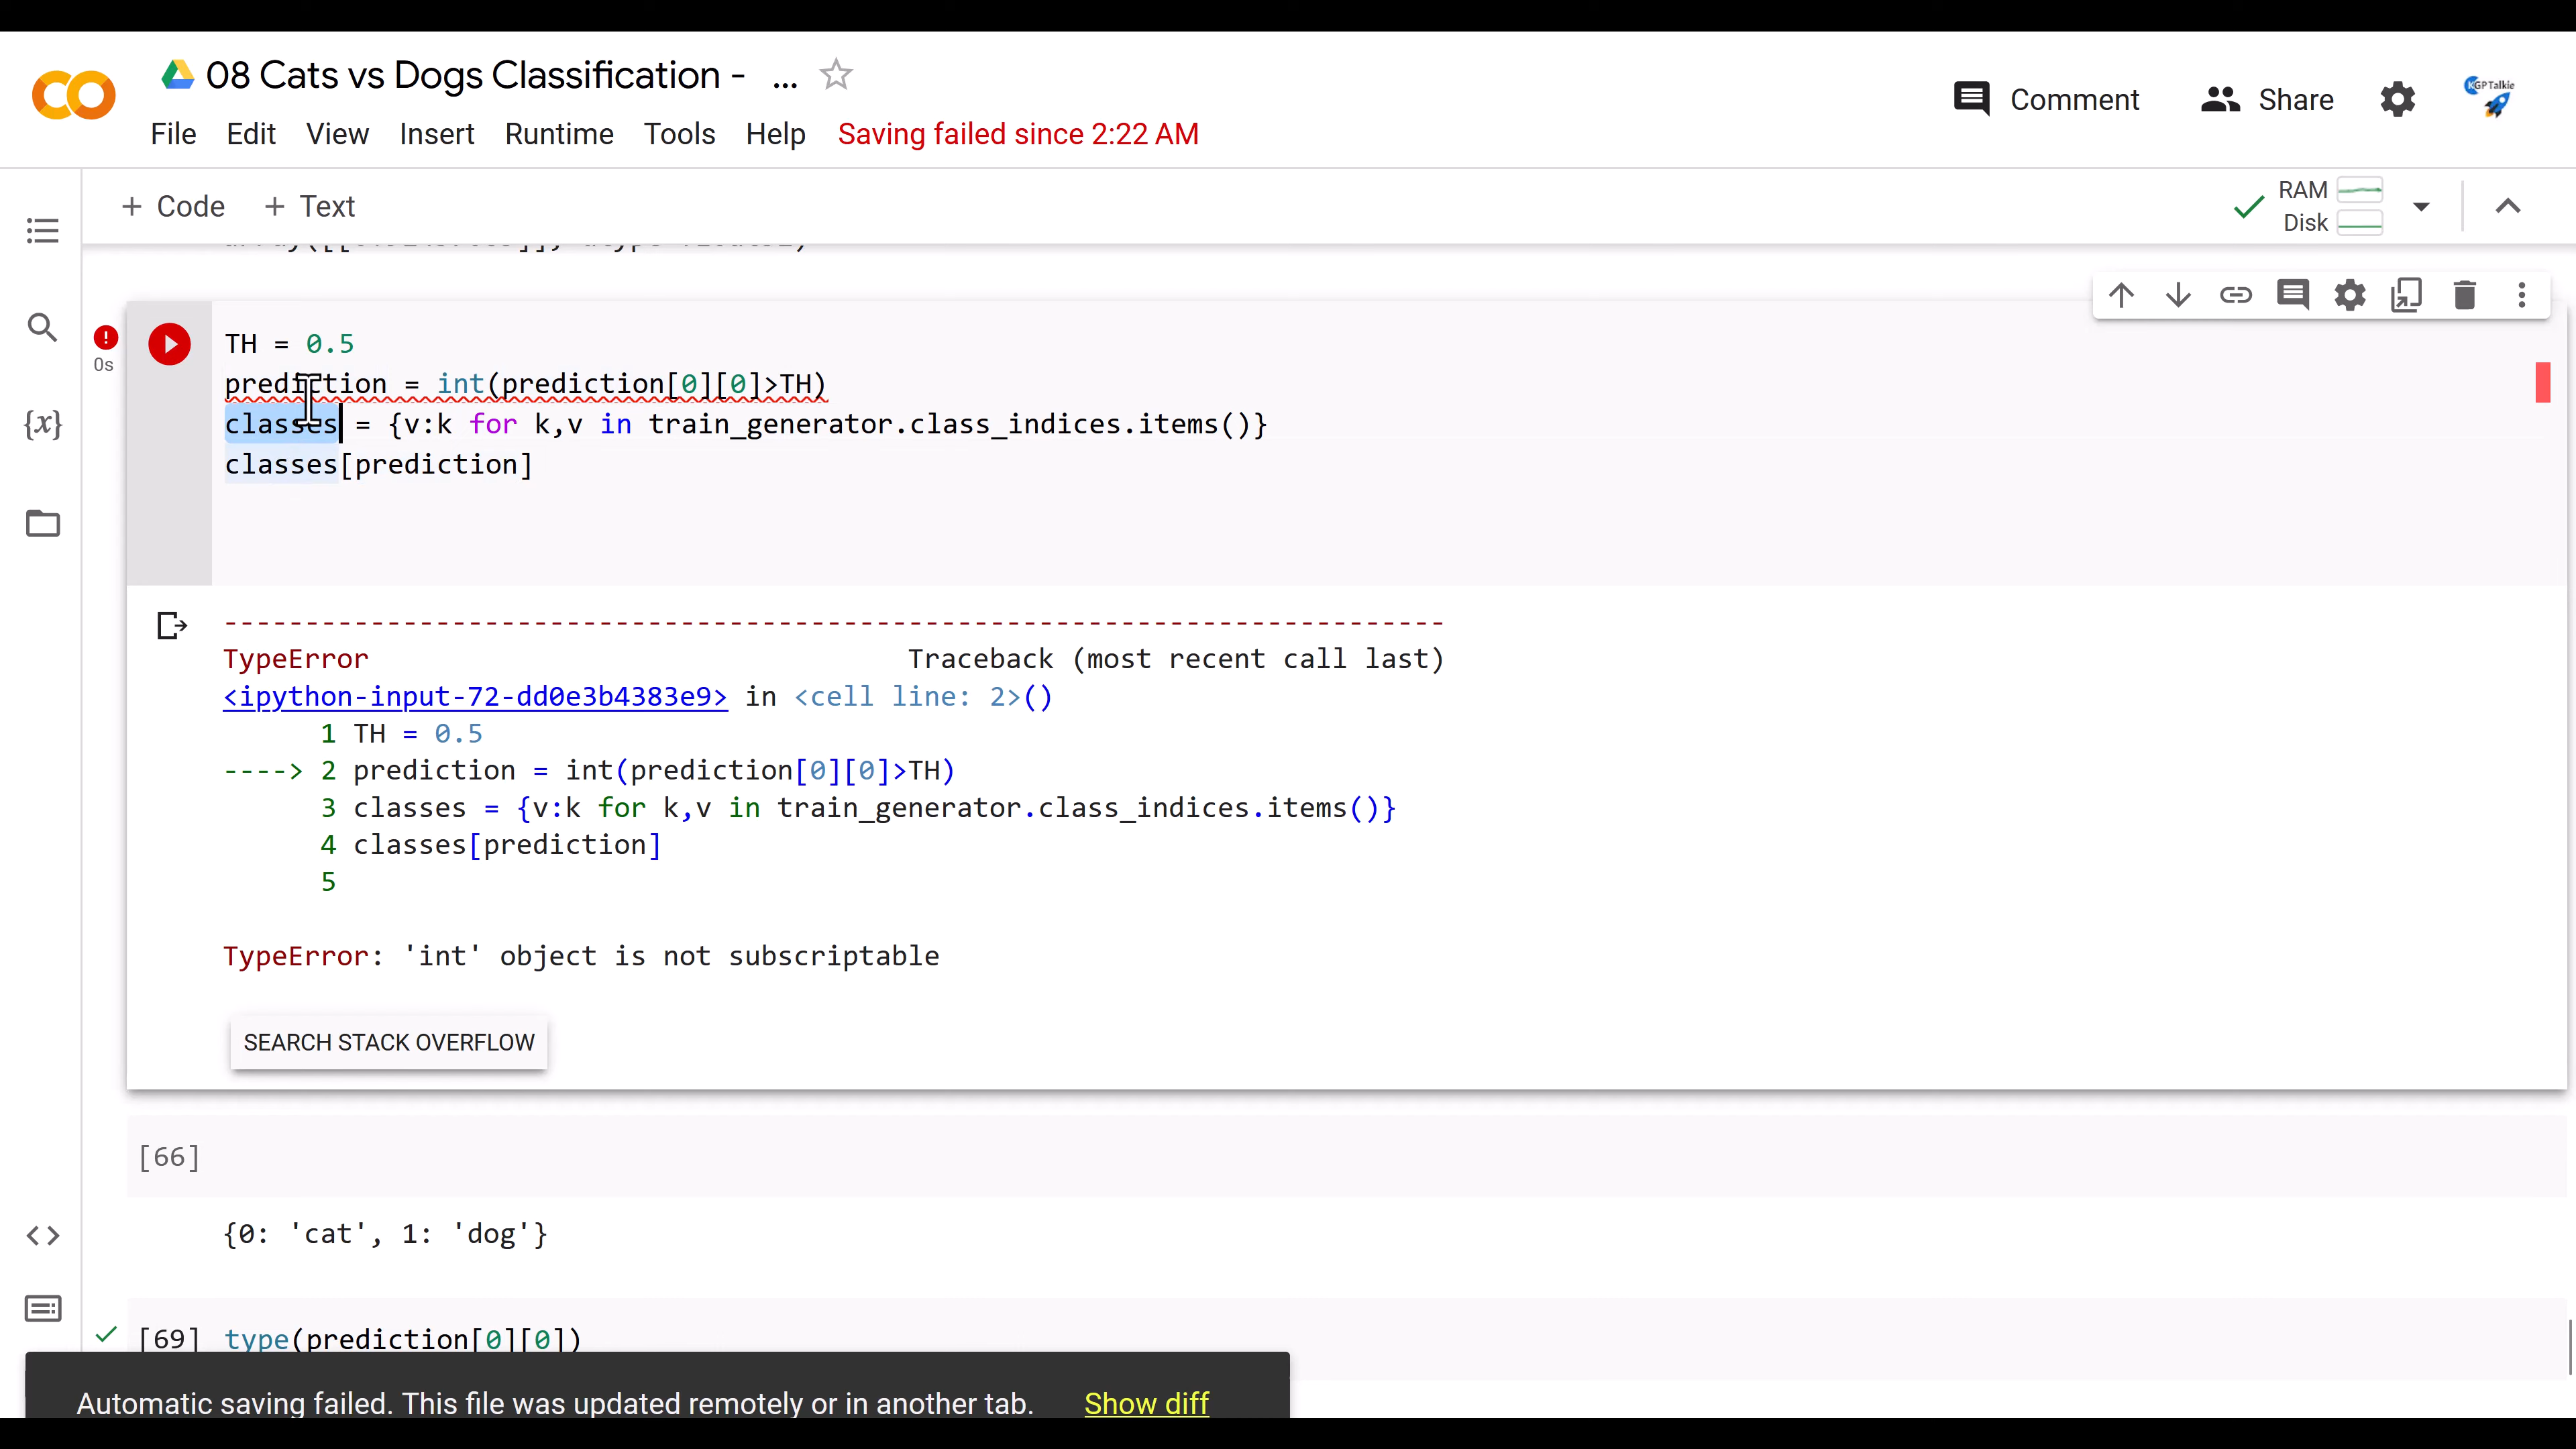 08 Cats vs Dogs Classification - ...
Comment
Share
KGPTalkie
File Edit View Insert Runtime Tools Help Saving failed since 2:22 AM
+ Code + Text
RAM
Disk
0s
TH = 0.5
prediction = int(prediction[0][0]>TH)
classes = {v:k for k,v in train_generator.class_indices.items()}
classes[prediction]
{x}
---------------------------------------------------------------------------
TypeError Traceback (most recent call last)
<ipython-input-72-dd0e3b4383e9> in <cell line: 2>()
1 TH = 0.5
----> 2 prediction = int(prediction[0][0]>TH)
3 classes = {v:k for k,v in train_generator.class_indices.items()}
4 classes[prediction]
5
TypeError: 'int' object is not subscriptable
SEARCH STACK OVERFLOW
[66]
{0: 'cat', 1: 'dog'}
[69] type(prediction[0][0])
Automatic saving failed. This file was updated remotely or in another tab. Show diff